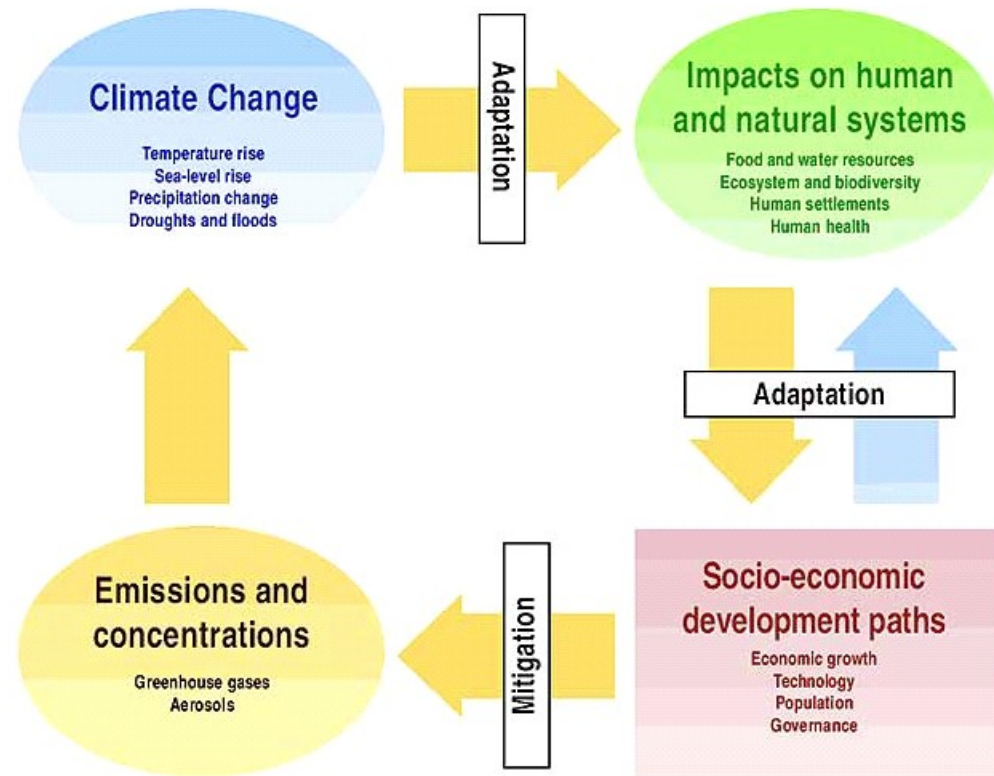 Climate Change
Temperature rise
Sea-level rise
Precipitation change
Droughts and floods
Adaptation
Impacts on human
and natural systems
Food and water resources
Ecosystem and biodiversity
Human settlements
Human health
Adaptation
Emissions and
concentrations
Greenhouse gases
Aerosols
Mitigation
Socio-economic
development paths
Economic growth
Technology
Population
Governance